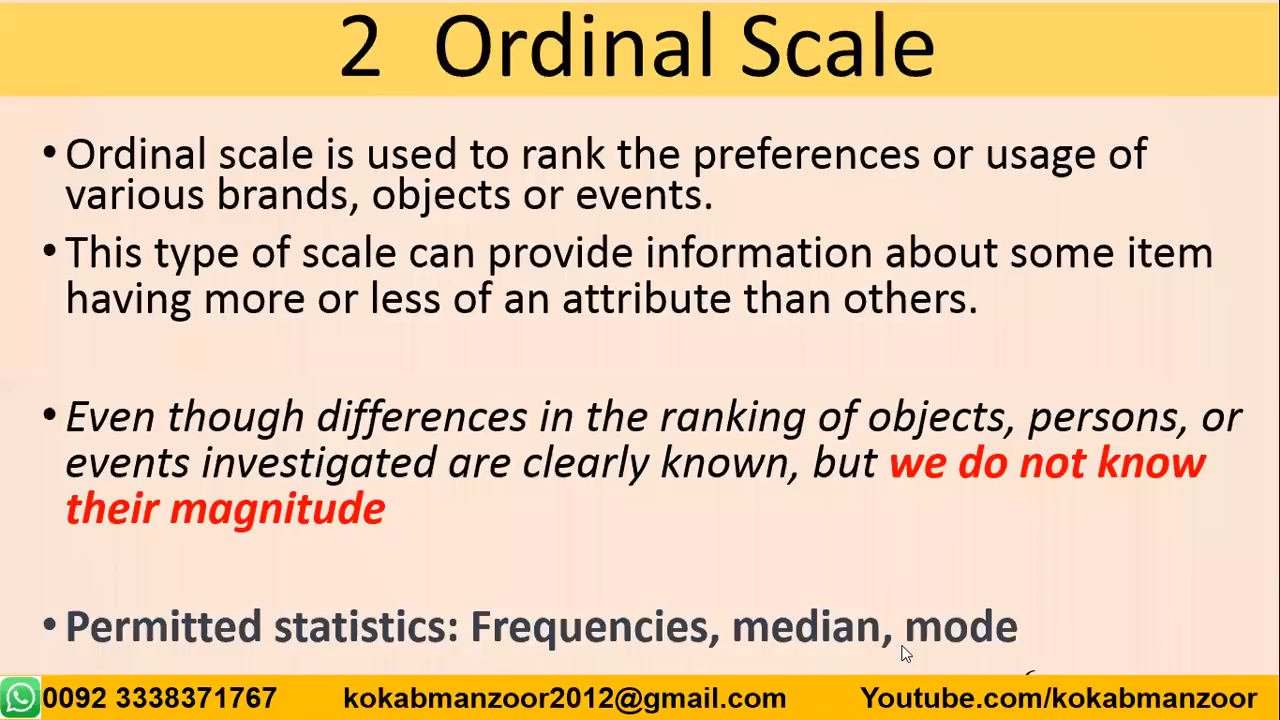 2 Ordinal Scale
• Ordinal scale is used to rank the preferences or usage of
various brands, objects or events.
• This type of scale can provide information about some item
having more or less of an attribute than others.
• Even though differences in the ranking of objects, persons, or
events investigated are clearly known, but we do not know
their magnitude
• Permitted statistics: Frequencies, median, mode
0092 3338371767 kokabmanzoor2012@gmail.com Youtube.com/kokabmanzoor